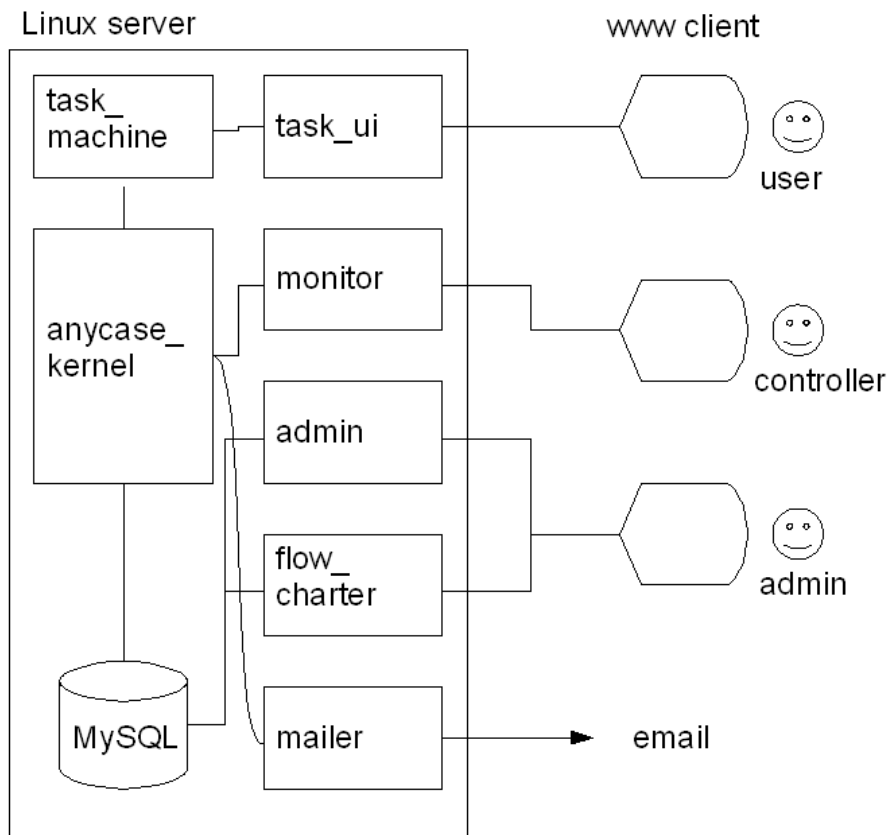 Linux server
www client
task_
machine
task_ui
user
anycase_
kernel
monitor
controller
admin
flow_
charter
admin
MySQL
mailer
email